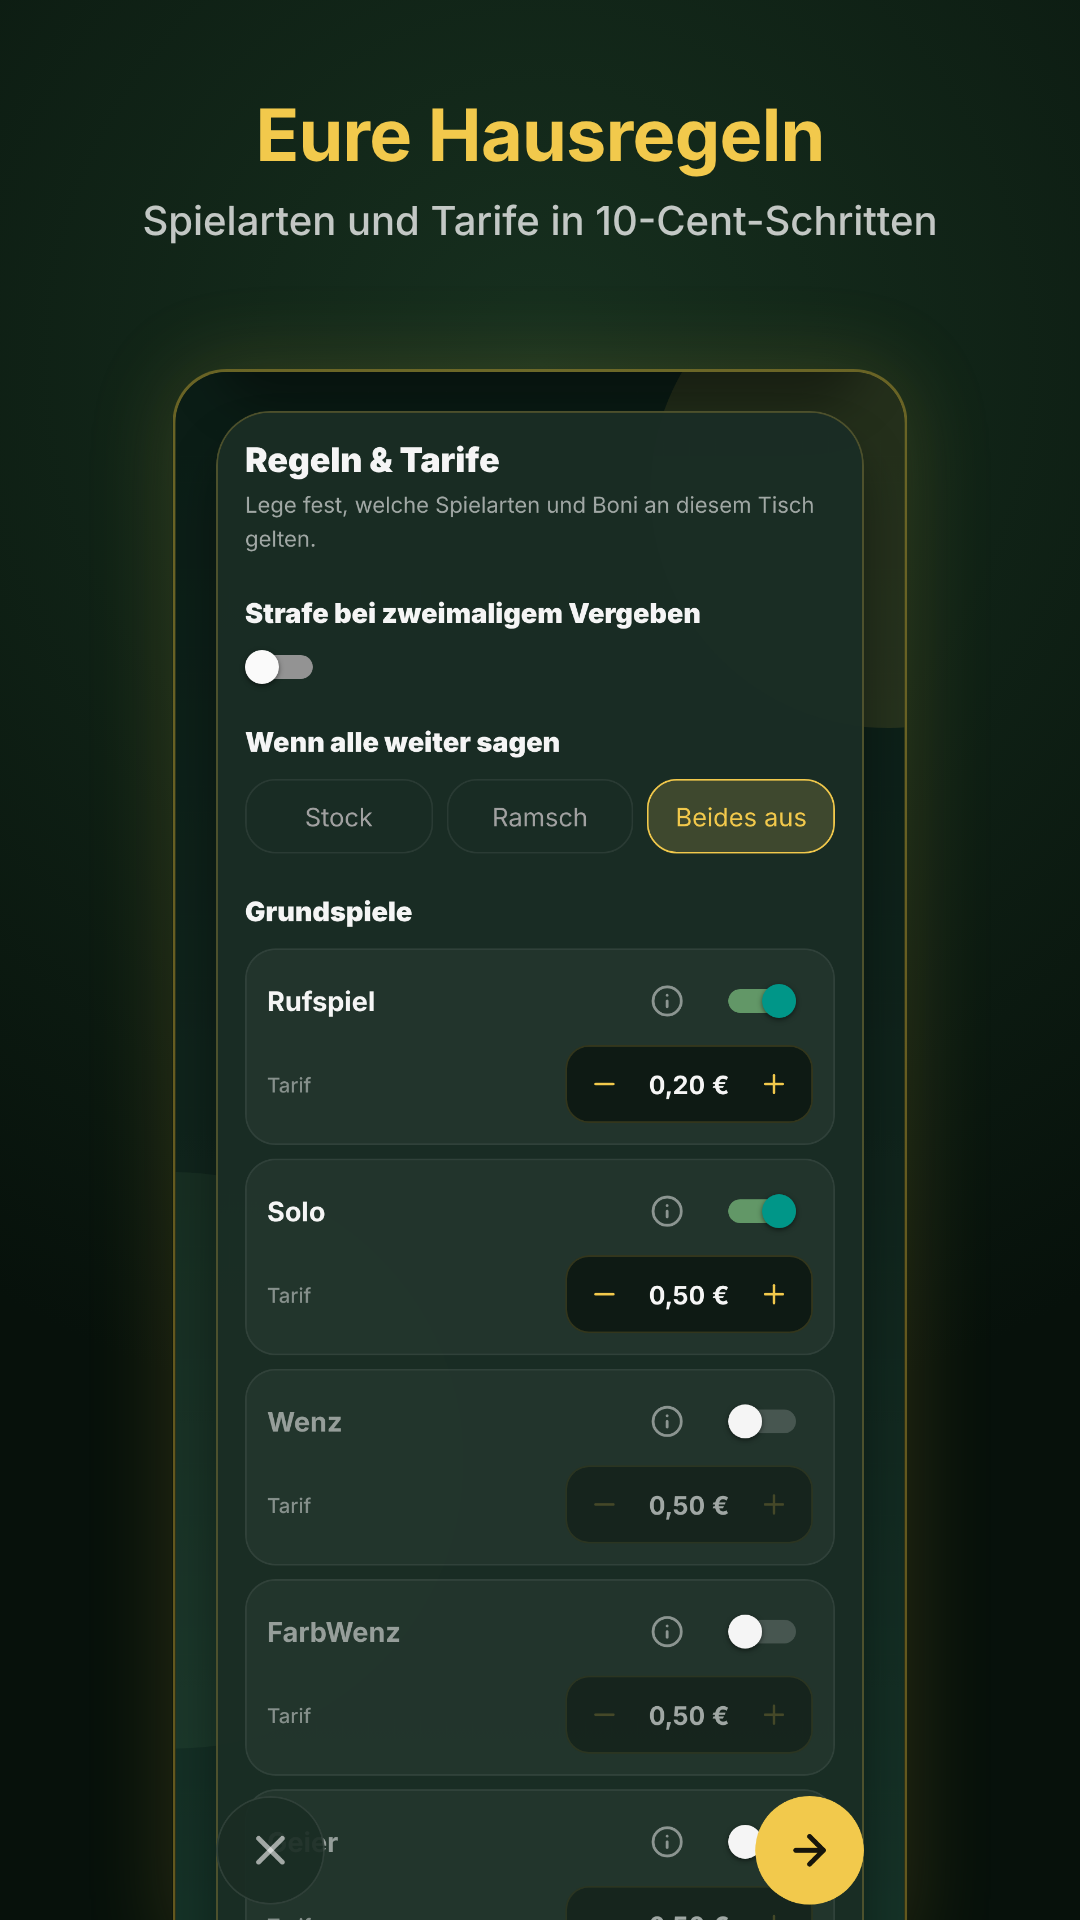 Eure Hausregeln
Spielarten und Tarife in 10-Cent-Schritten
Regeln & Tarife
Lege fest, welche Spielarten und Boni an diesem Tisch
gelten.
Strafe bei zweimaligem Vergeben
Wenn alle weiter sagen
Stock
Ramsch
Beides aus
Grundspiele
Rufspiel
Tarif
0,20 €
Solo
Tarif
0,50 €
Wenz
Tarif
0,50 €
FarbWenz
Tarif
0,50 €
Geier